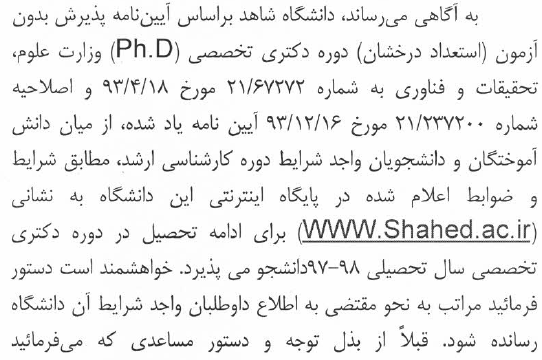 به آگاهی می‌رساند، دانشگاه شاهد براساس آیین‌نامه پذیرش بدون
آزمون (استعداد درخشان) دوره دکتری تخصصی (Ph.D) وزارت علوم،
تحقیقات و فناوری به شماره ۲۱/۶۷۲۷۲ مورخ ۹۳/۴/۱۸ و اصلاحیه
شماره ۲۱/۲۳۷۲۰۰ مورخ ۹۳/۱۲/۱۶ آیین نامه یاد شده، از میان دانش
آموختگان و دانشجویان واجد شرایط دوره کارشناسی ارشد، مطابق شرایط
و ضوابط اعلام شده در پایگاه اینترنتی این دانشگاه به نشانی
(WWW.Shahed.ac.ir) برای ادامه تحصیل در دوره دکتری
تخصصی سال تحصیلی ۹۸-۹۷دانشجو می پذیرد. خواهشمند است دستور
فرمائید مراتب به نحو مقتضی به اطلاع داوطلبان واجد شرایط آن دانشگاه
رسانده شود. قبلاً از بذل توجه و دستور مساعدی که می‌فرمائید